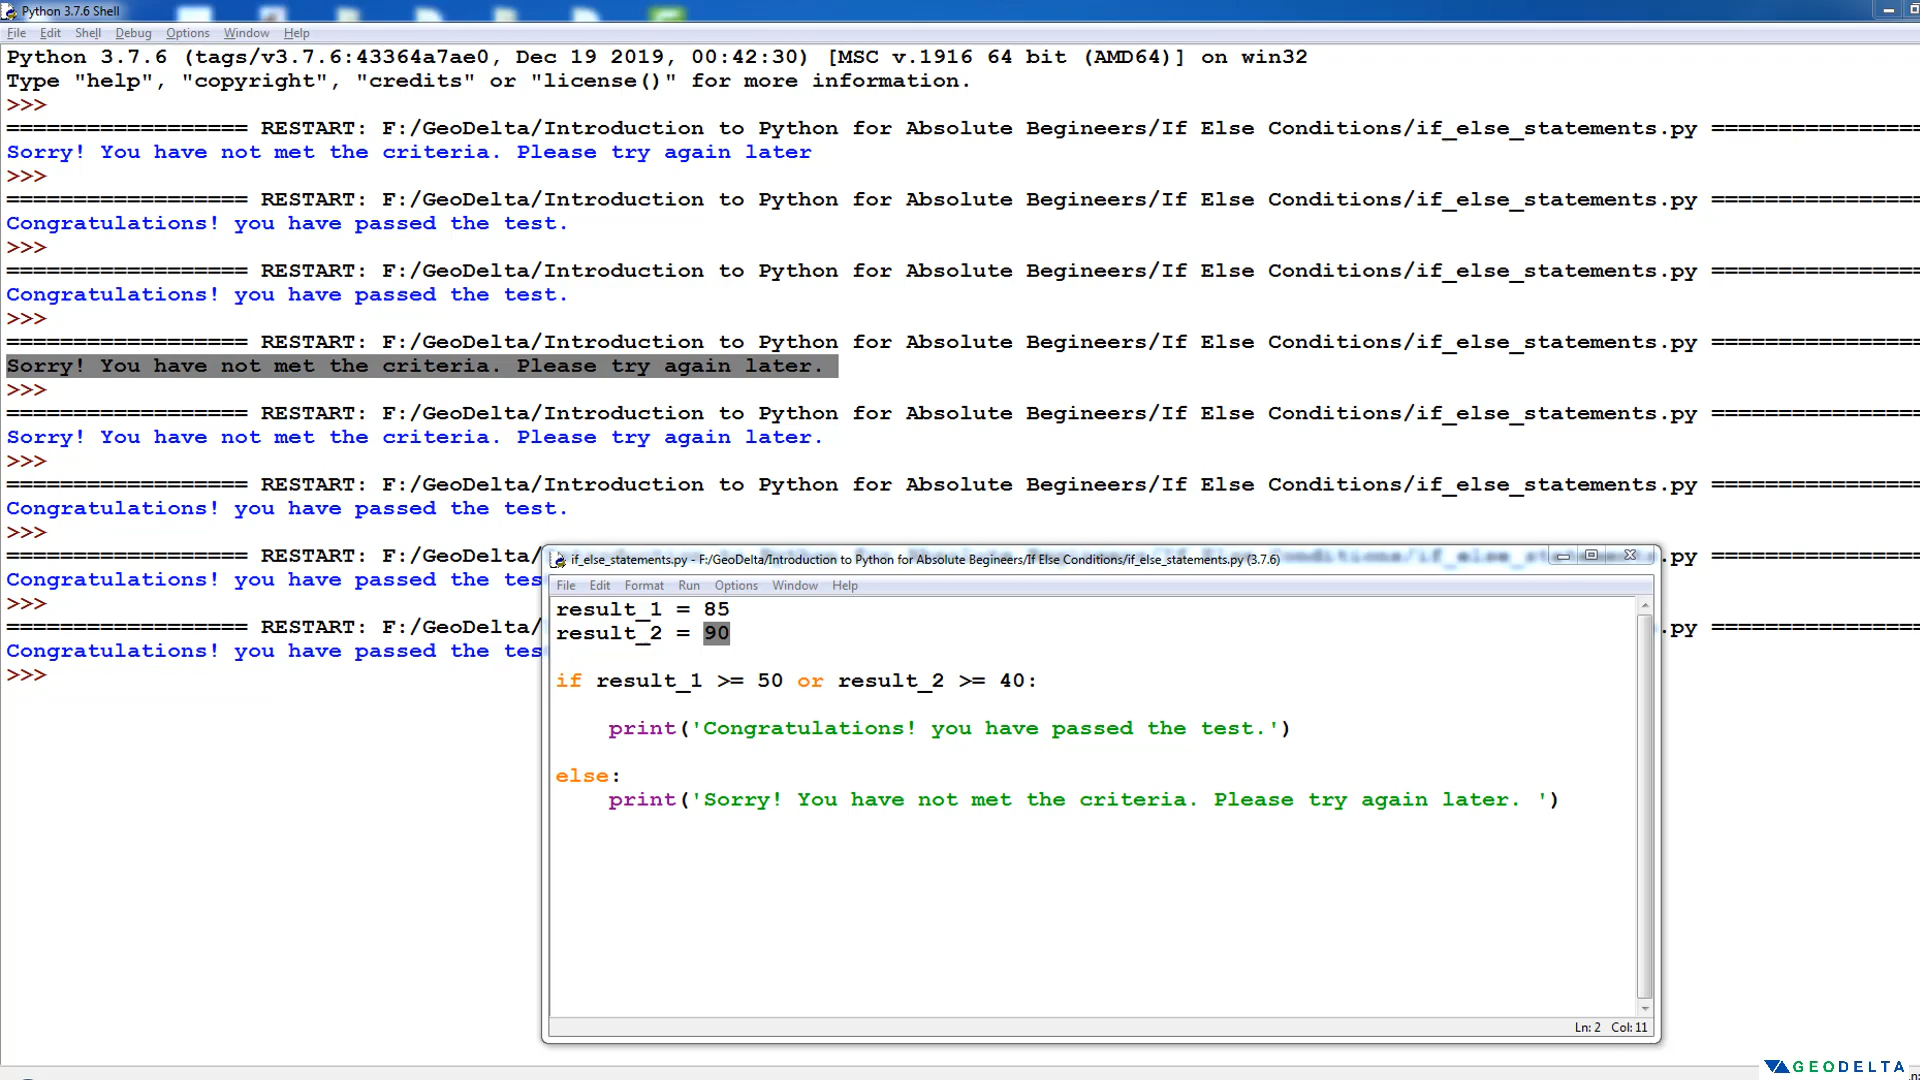 Python 3.7.6 Shell
File Edit Shell Debug Options Window Help
Python 3.7.6 (tags/v3.7.6:43364a7ae0, Dec 19 2019, 00:42:30) [MSC v.1916 64 bit (AMD64)] on win32
Type "help", "copyright", "credits" or "license()" for more information.
>>>
================== RESTART: F:/GeoDelta/Introduction to Python for Absolute Begineers/If Else Conditions/if_else_statements.py ================
Sorry! You have not met the criteria. Please try again later
>>>
================== RESTART: F:/GeoDelta/Introduction to Python for Absolute Begineers/If Else Conditions/if_else_statements.py ================
Congratulations! you have passed the test.
>>>
================== RESTART: F:/GeoDelta/Introduction to Python for Absolute Begineers/If Else Conditions/if_else_statements.py ================
Congratulations! you have passed the test.
>>>
================== RESTART: F:/GeoDelta/Introduction to Python for Absolute Begineers/If Else Conditions/if_else_statements.py ================
Sorry! You have not met the criteria. Please try again later.
>>>
================== RESTART: F:/GeoDelta/Introduction to Python for Absolute Begineers/If Else Conditions/if_else_statements.py ================
Sorry! You have not met the criteria. Please try again later.
>>>
================== RESTART: F:/GeoDelta/Introduction to Python for Absolute Begineers/If Else Conditions/if_else_statements.py ================
Congratulations! you have passed the test.
>>>
================== RESTART: F:/GeoDelta/ .py ================
Congratulations! you have passed the tes
>>>
================== RESTART: F:/GeoDelta/ .py ================
Congratulations! you have passed the tes
>>>
if_else_statements.py - F:/GeoDelta/Introduction to Python for Absolute Begineers/If Else Conditions/if_else_statements.py (3.7.6)
File Edit Format Run Options Window Help
result_1 = 85
result_2 = 90
if result_1 >= 50 or result_2 >= 40:
print('Congratulations! you have passed the test.')
else:
print('Sorry! You have not met the criteria. Please try again later. ')
Ln: 2 Col: 11
GEODELTA